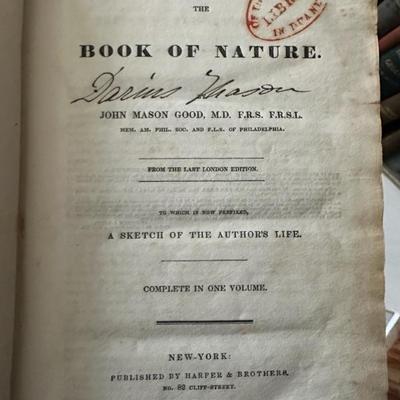 THE
BOOK OF NATURE.
Darius Mason
JOHN MASON GOOD, M.D. F.R.S. F.R.S.L.
MEM. AM. PHIL. SOC. AND F.L.S. OF PHILADELPHIA.
FROM THE LAST LONDON EDITION.
TO WHICH IS NOW PREFIXED,
A SKETCH OF THE AUTHOR'S LIFE.
COMPLETE IN ONE VOLUME.
NEW-YORK:
PUBLISHED BY HARPER & BROTHERS,
NO. 82 CLIFF-STREET.